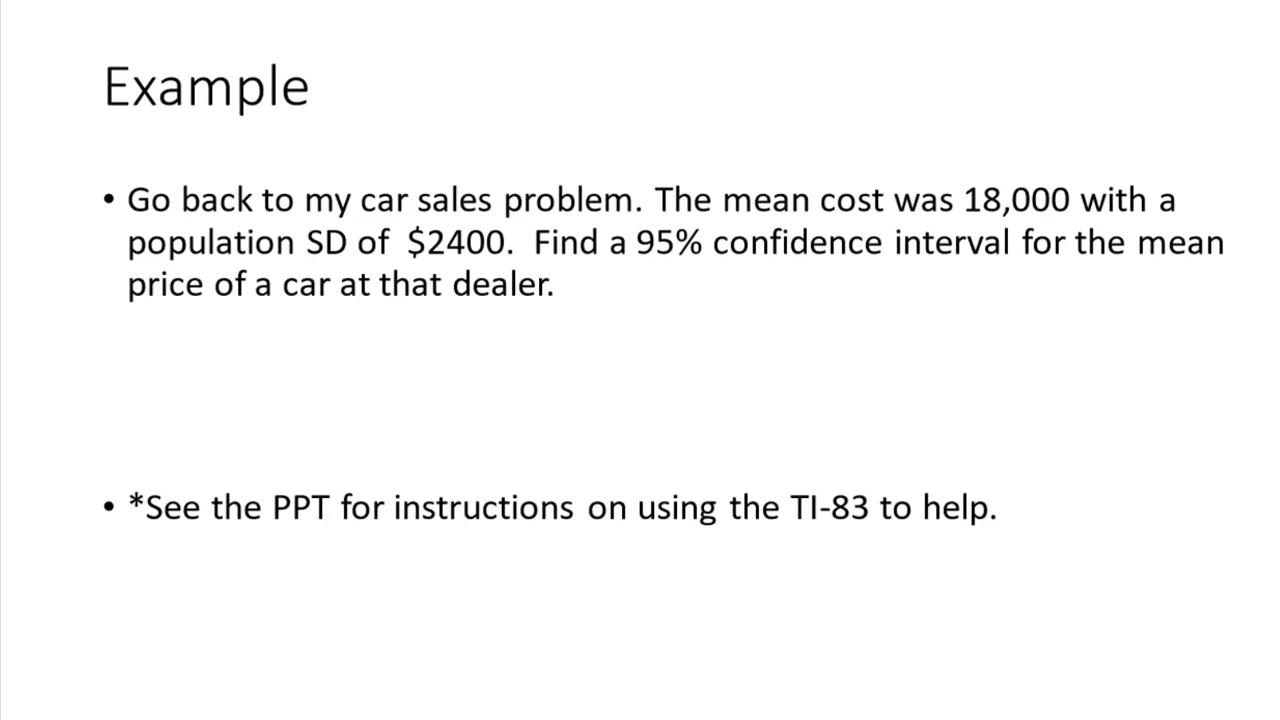 Example
• Go back to my car sales problem. The mean cost was 18,000 with a
population SD of $2400. Find a 95% confidence interval for the mean
price of a car at that dealer.
• *See the PPT for instructions on using the TI-83 to help.